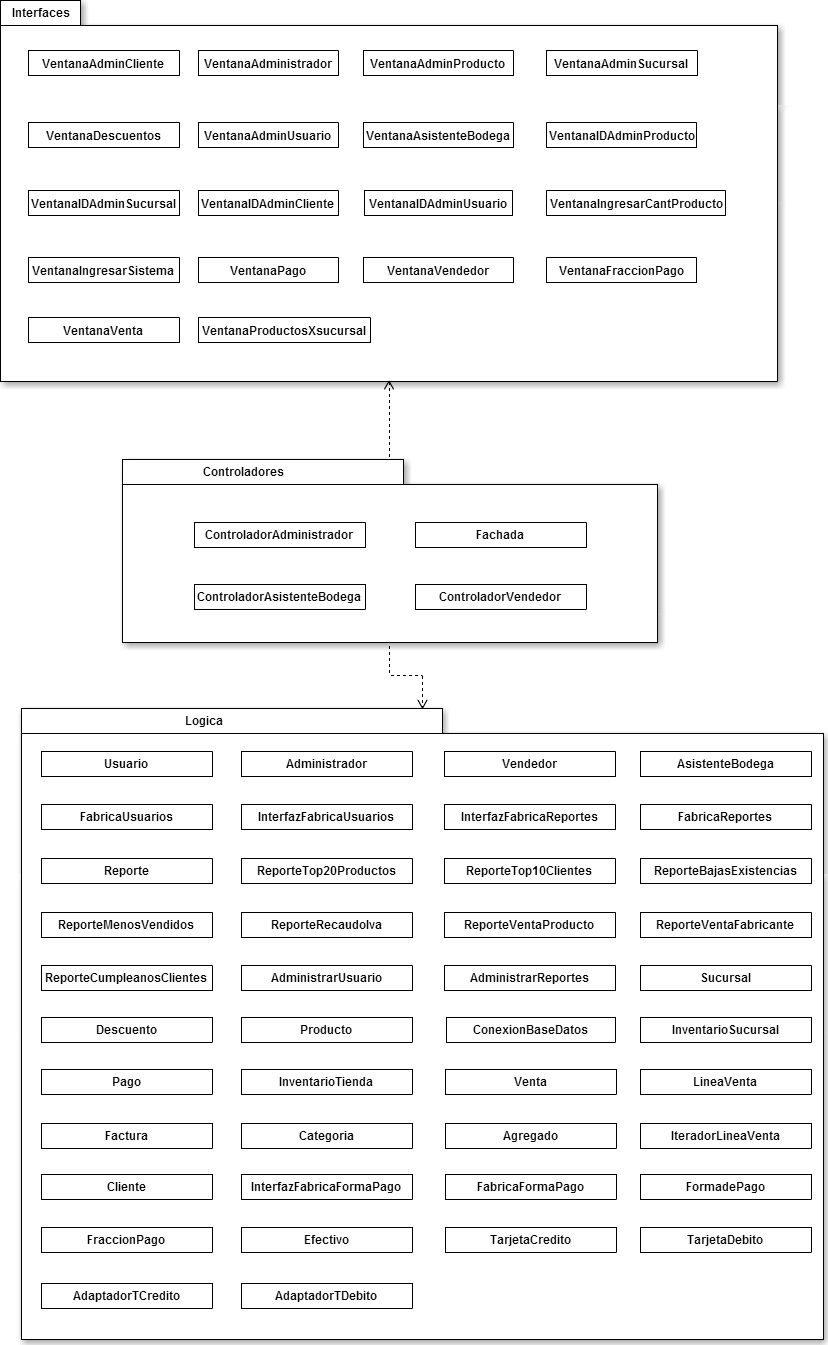 Interfaces
VentanaAdminCliente
VentanaAdministrador
VentanaAdminProducto
VentanaAdminSucursal
VentanaDescuentos
VentanaAdminUsuario
VentanaAsistenteBodega
VentanaIDAdminProducto
VentanaIDAdminSucursal
VentanaIDAdminCliente
VentanaIDAdminUsuario
VentanaIngresarCantProducto
VentanaIngresarSistema
VentanaPago
VentanaVendedor
VentanaFraccionPago
VentanaVenta
VentanaProductosXsucursal
Controladores
ControladorAdministrador
Fachada
ControladorAsistenteBodega
ControladorVendedor
Logica
Usuario
Administrador
Vendedor
AsistenteBodega
FabricaUsuarios
InterfazFabricaUsuarios
InterfazFabricaReportes
FabricaReportes
Reporte
ReporteTop20Productos
ReporteTop10Clientes
ReporteBajasExistencias
ReporteMenosVendidos
ReporteRecaudoIva
ReporteVentaProducto
ReporteVentaFabricante
ReporteCumpleanosClientes
AdministrarUsuario
AdministrarReportes
Sucursal
Descuento
Producto
ConexionBaseDatos
InventarioSucursal
Pago
InventarioTienda
Venta
LineaVenta
Factura
Categoria
Agregado
IteradorLineaVenta
Cliente
InterfazFabricaFormaPago
FabricaFormaPago
FormadePago
FraccionPago
Efectivo
TarjetaCredito
TarjetaDebito
AdaptadorTCredito
AdaptadorTDebito